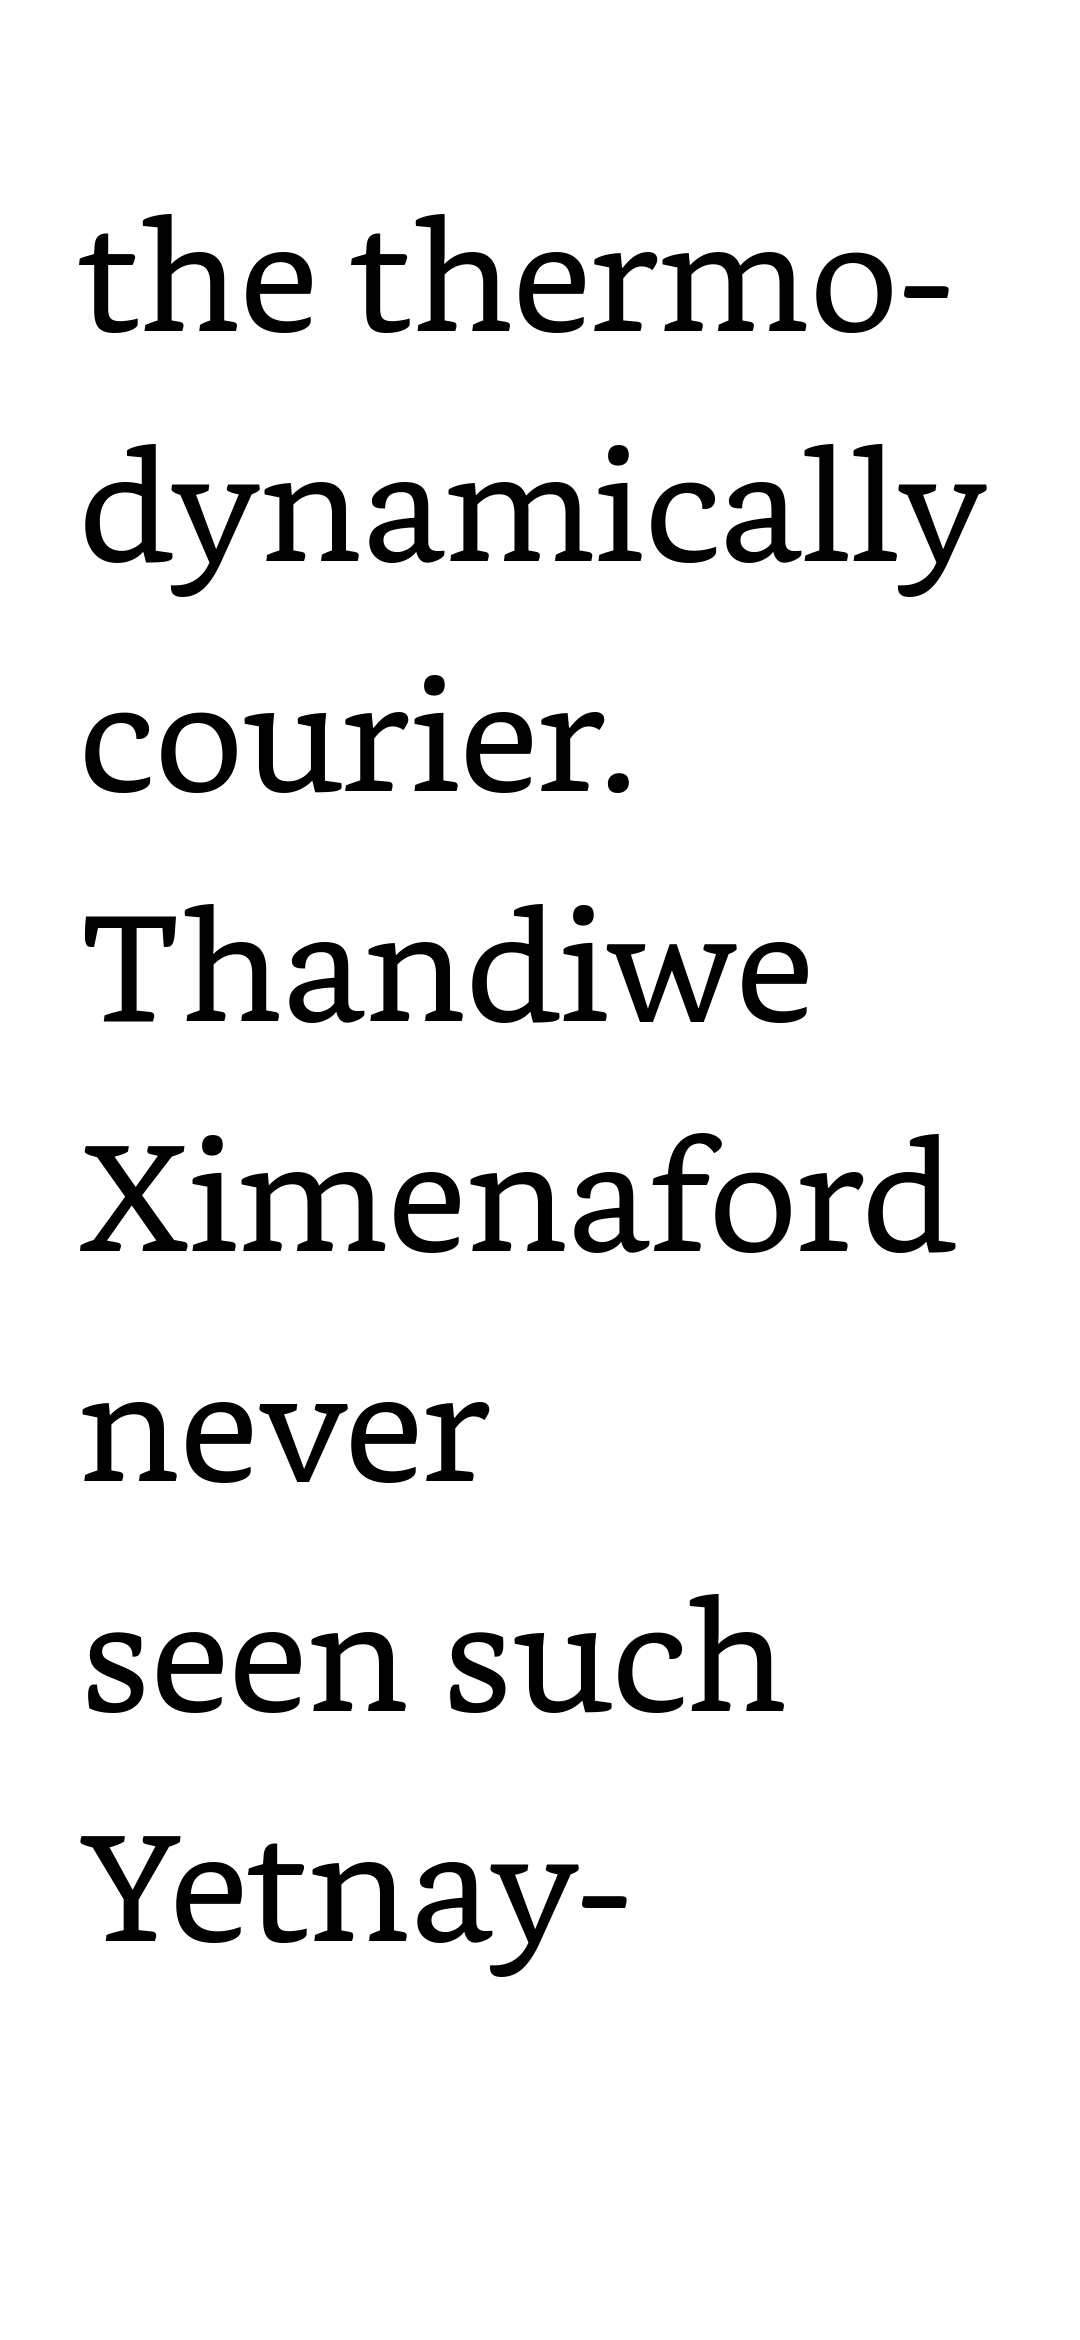 the thermo-
dynamically
courier.
Thandiwe
Ximenaford
never
seen such
Yetnay-